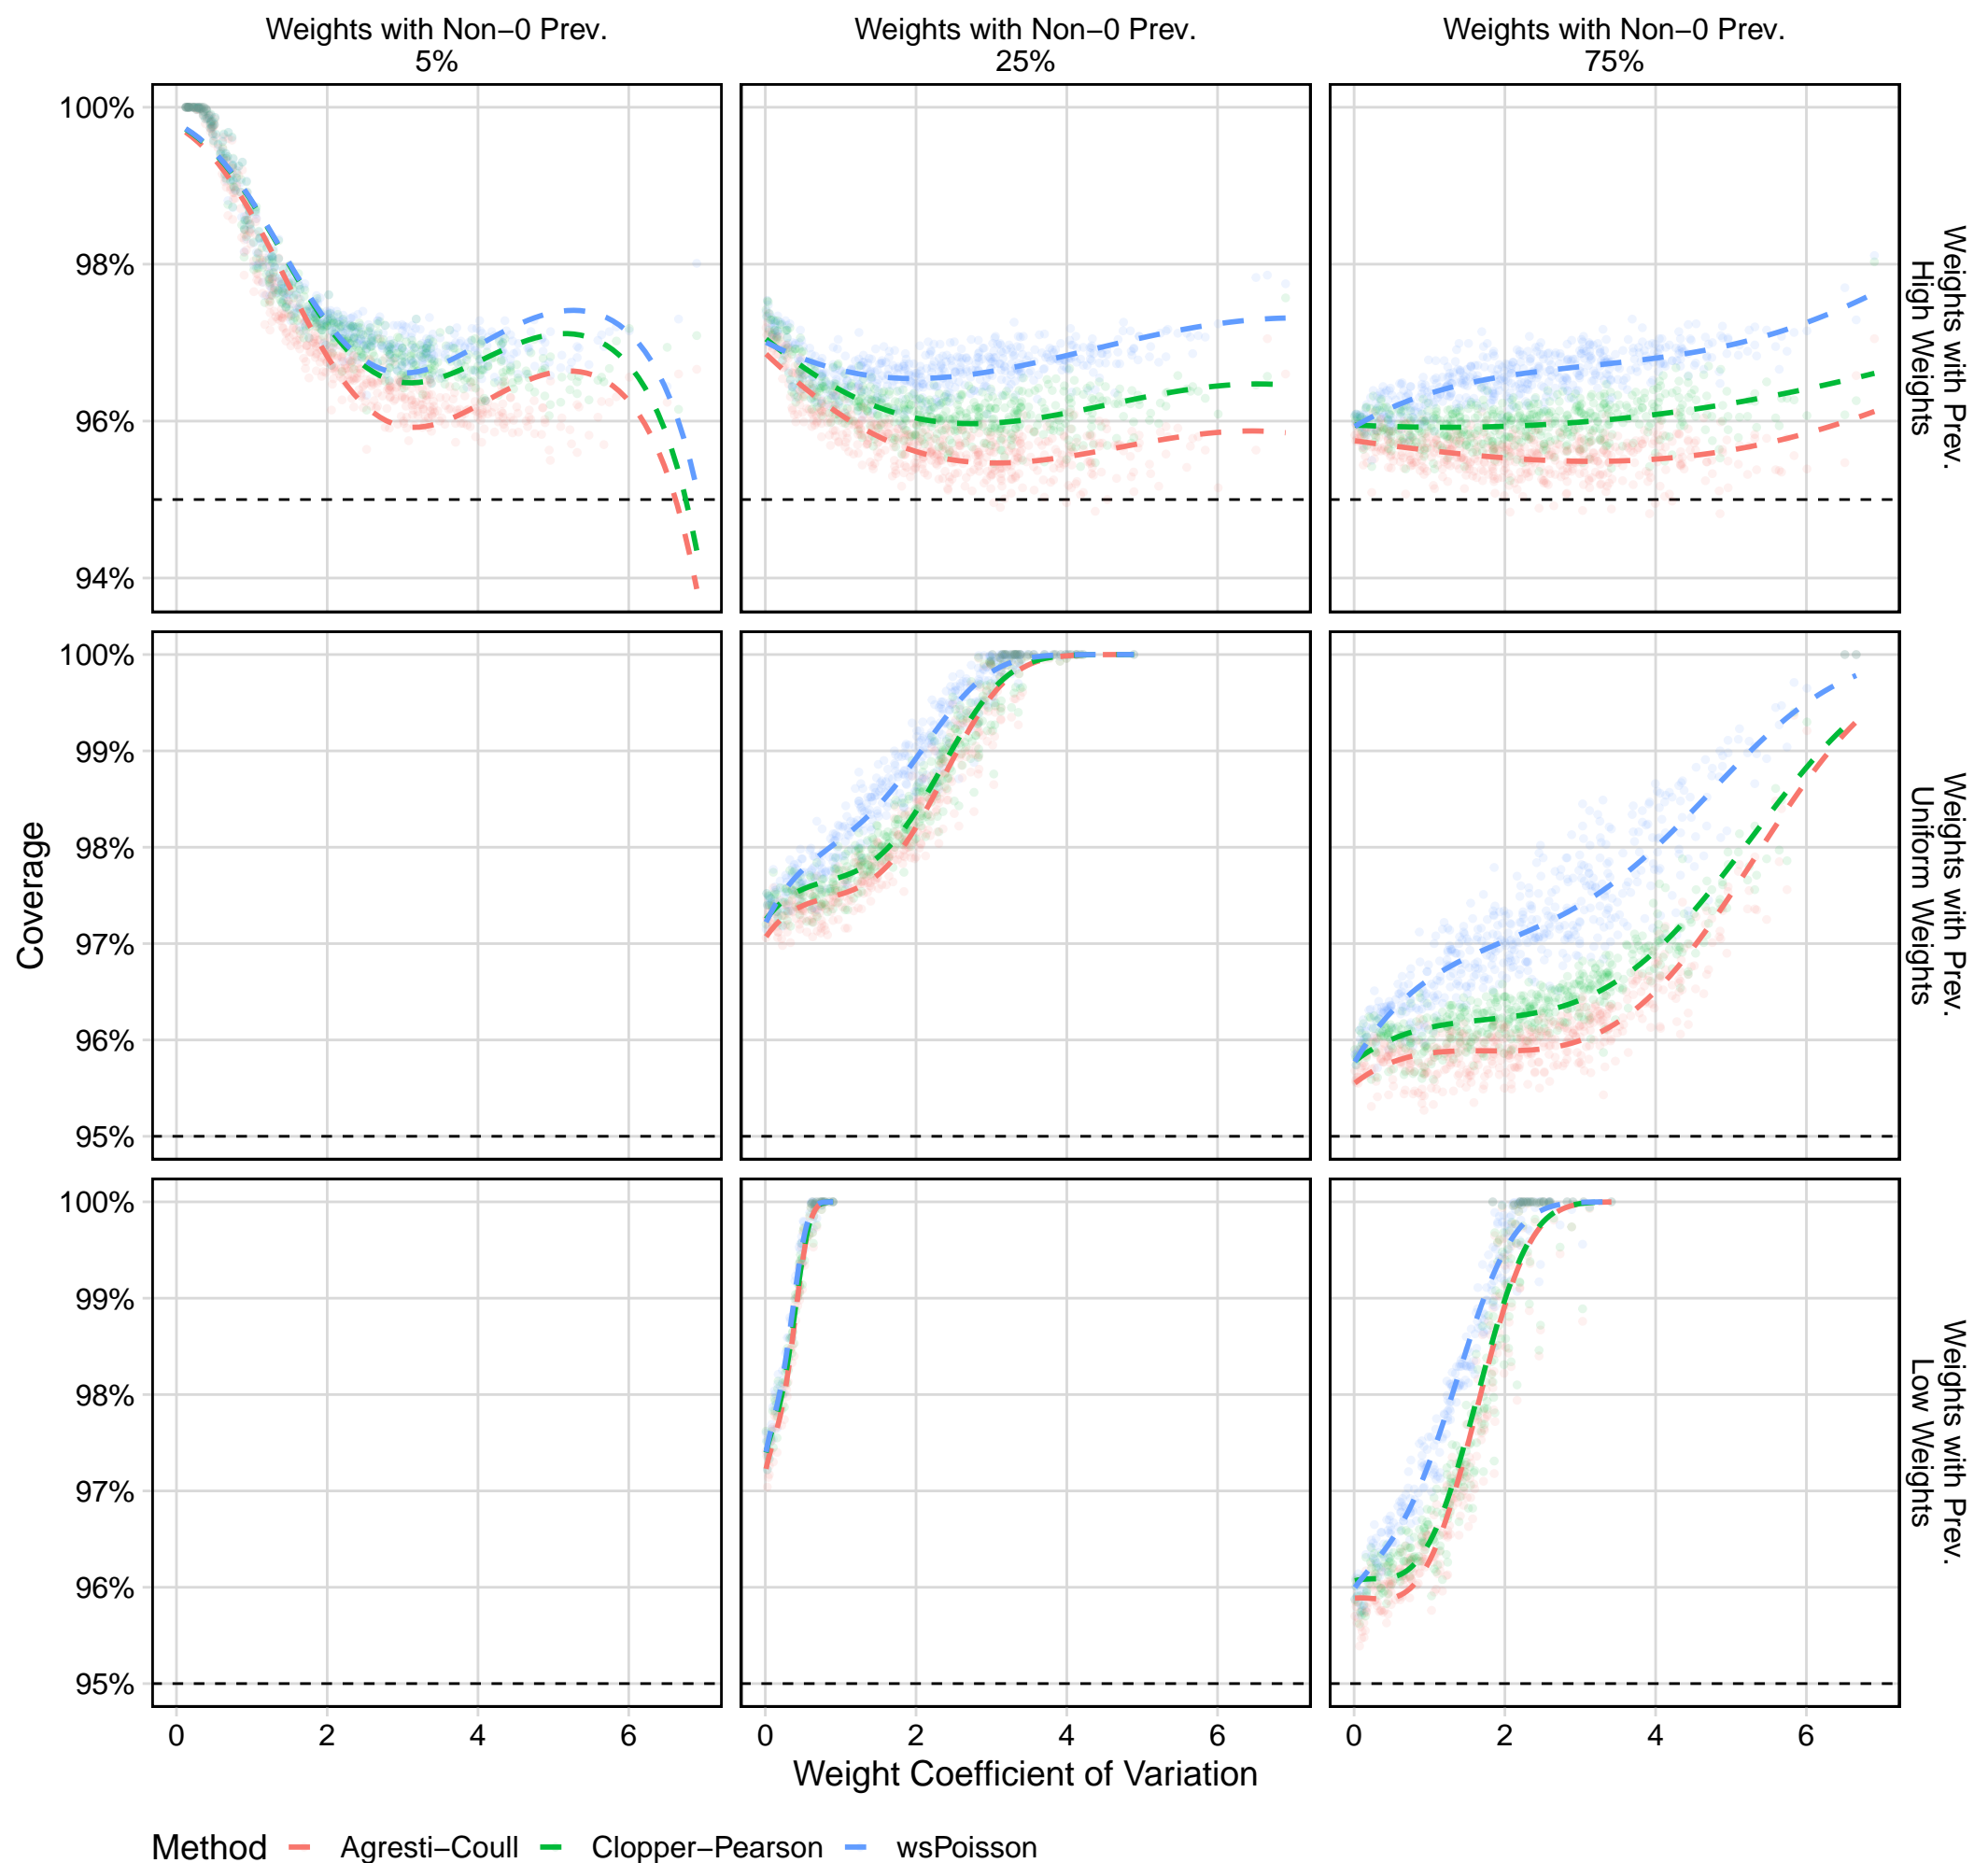 Weights with Non−0 Prev.
5%
Weights with Non−0 Prev.
25%
Weights with Non−0 Prev.
75%
100%
98%
96%
94%
Weights with Prev.
High Weights
100%
99%
98%
97%
96%
95%
Weights with Prev.
Uniform Weights
100%
99%
98%
97%
96%
95%
Weights with Prev.
Low Weights
Coverage
0 2 4 6
0 2 4 6
0 2 4 6
Weight Coefficient of Variation
Method Agresti−Coull Clopper−Pearson wsPoisson